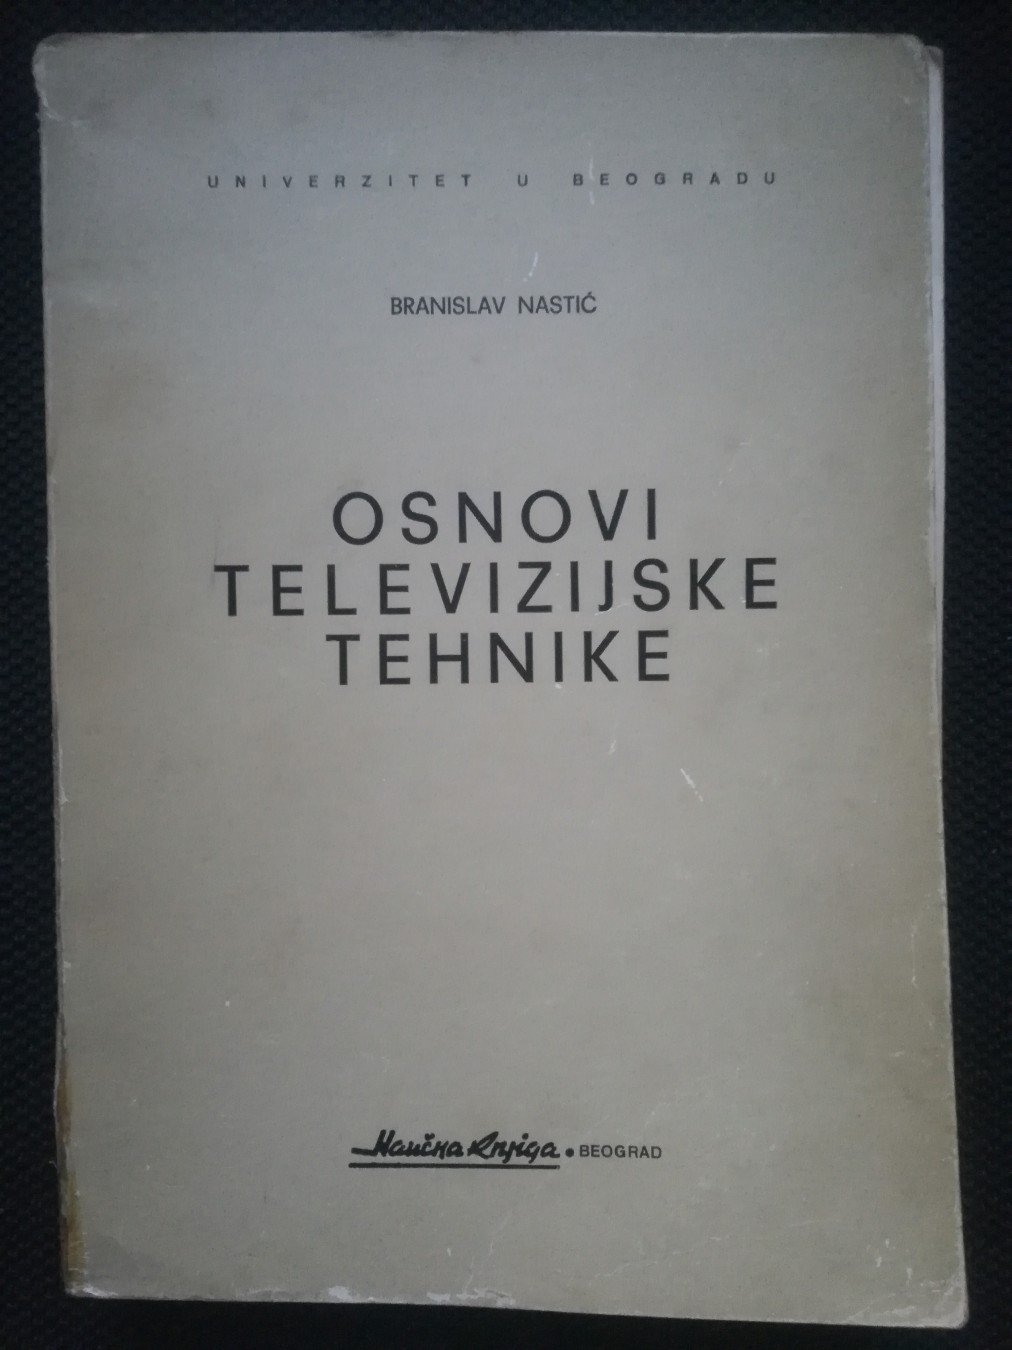 UNIVERZITET U BEOGRADU
BRANISLAV NASTIĆ
OSNOVI
TELEVIZIJSKE
TEHNIKE
Naučna Knjiga • BEOGRAD